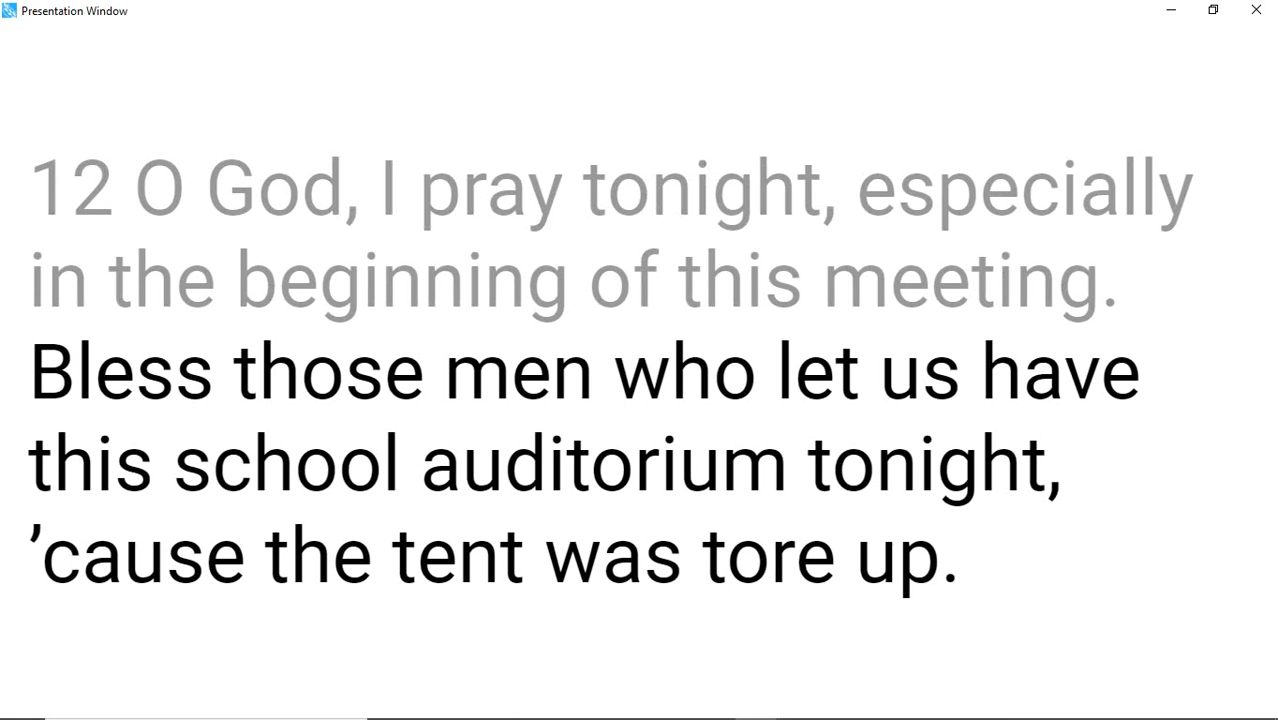 Presentation Window
12 O God, I pray tonight, especially
in the beginning of this meeting.
Bless those men who let us have
this school auditorium tonight,
’cause the tent was tore up.